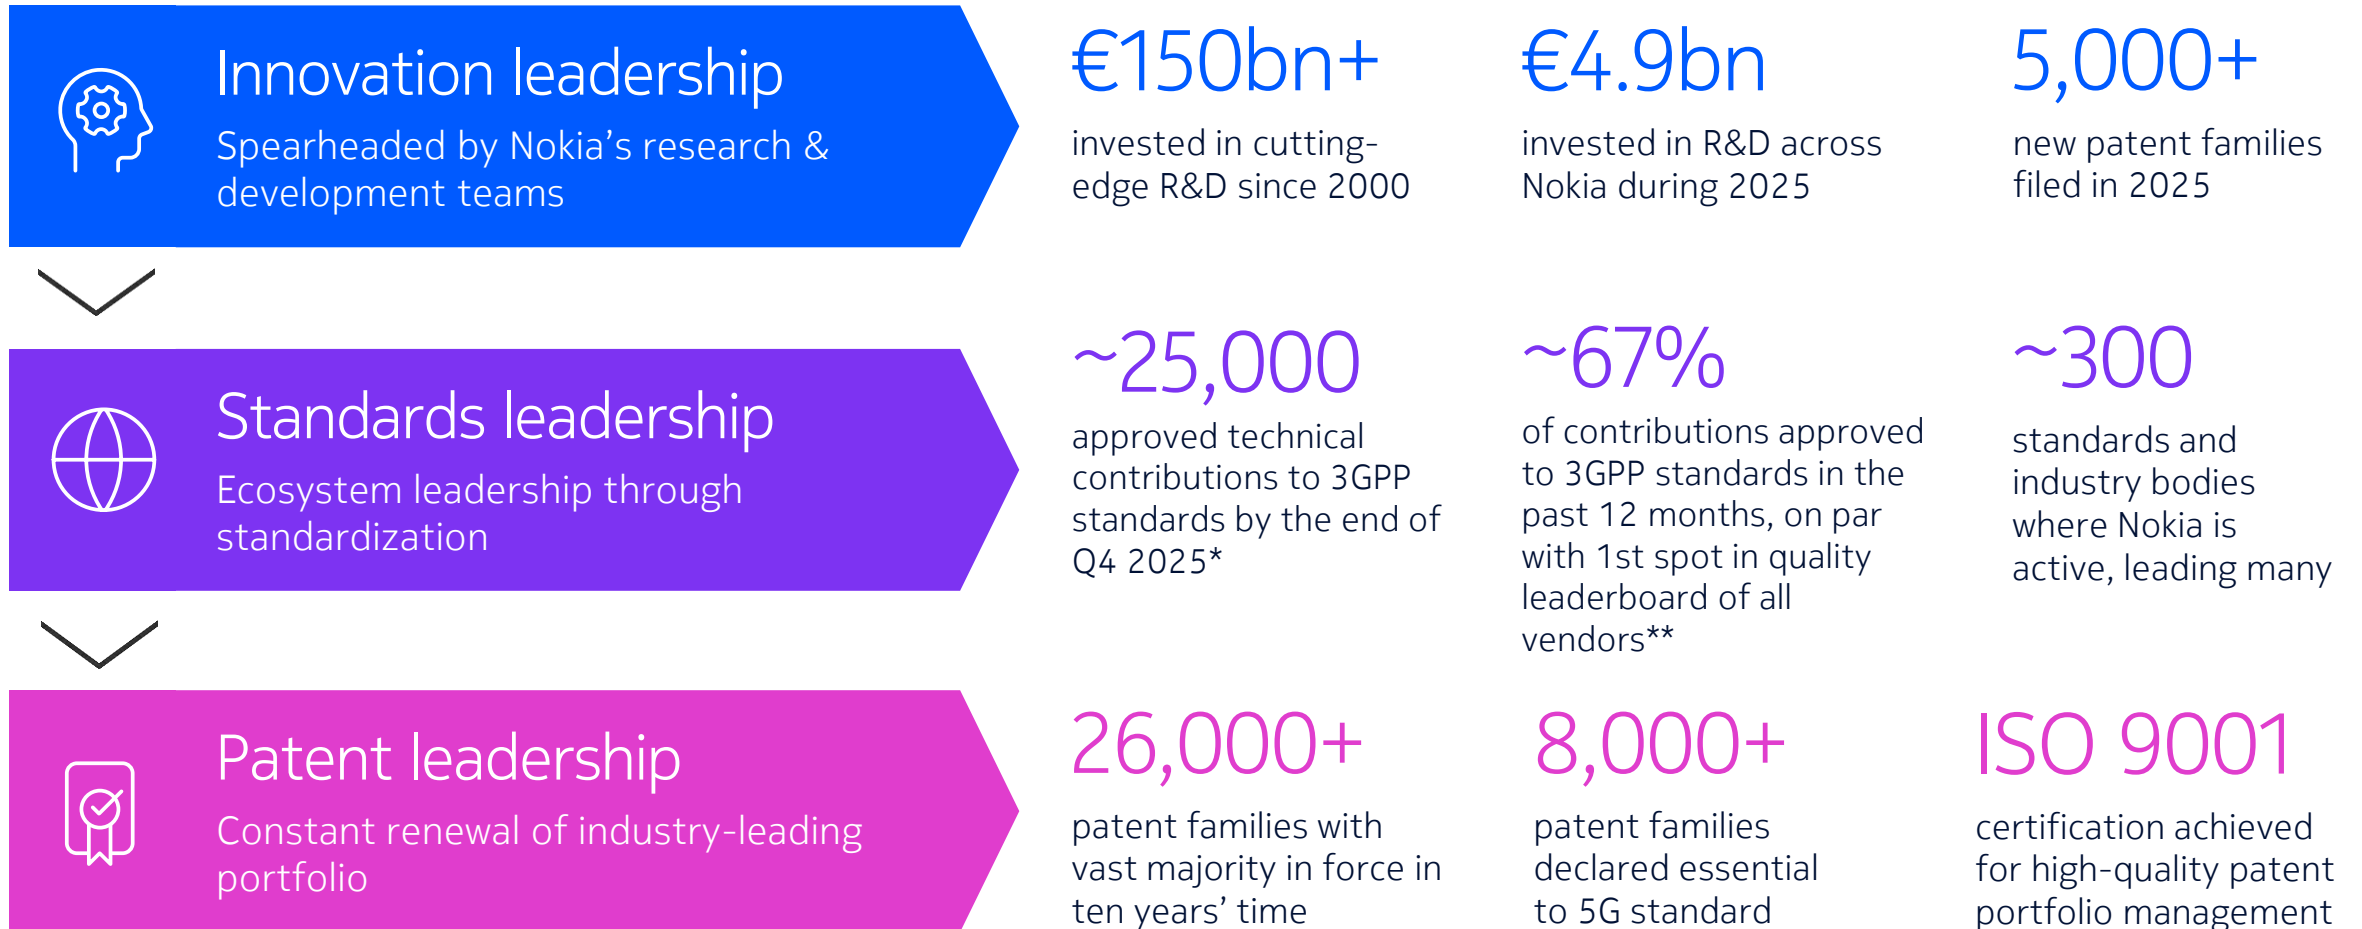 Innovation leadership
Spearheaded by Nokia’s research &
development teams
€150bn+
invested in cutting-
edge R&D since 2000
€4.9bn
invested in R&D across
Nokia during 2025
5,000+
new patent families
filed in 2025
Standards leadership
Ecosystem leadership through
standardization
~25,000
approved technical
contributions to 3GPP
standards by the end of
Q4 2025*
~67%
of contributions approved
to 3GPP standards in the
past 12 months, on par
with 1st spot in quality
leaderboard of all
vendors**
~300
standards and
industry bodies
where Nokia is
active, leading many
Patent leadership
Constant renewal of industry-leading
portfolio
26,000+
patent families with
vast majority in force in
ten years’ time
8,000+
patent families
declared essential
to 5G standard
ISO 9001
certification achieved
for high-quality patent
portfolio management